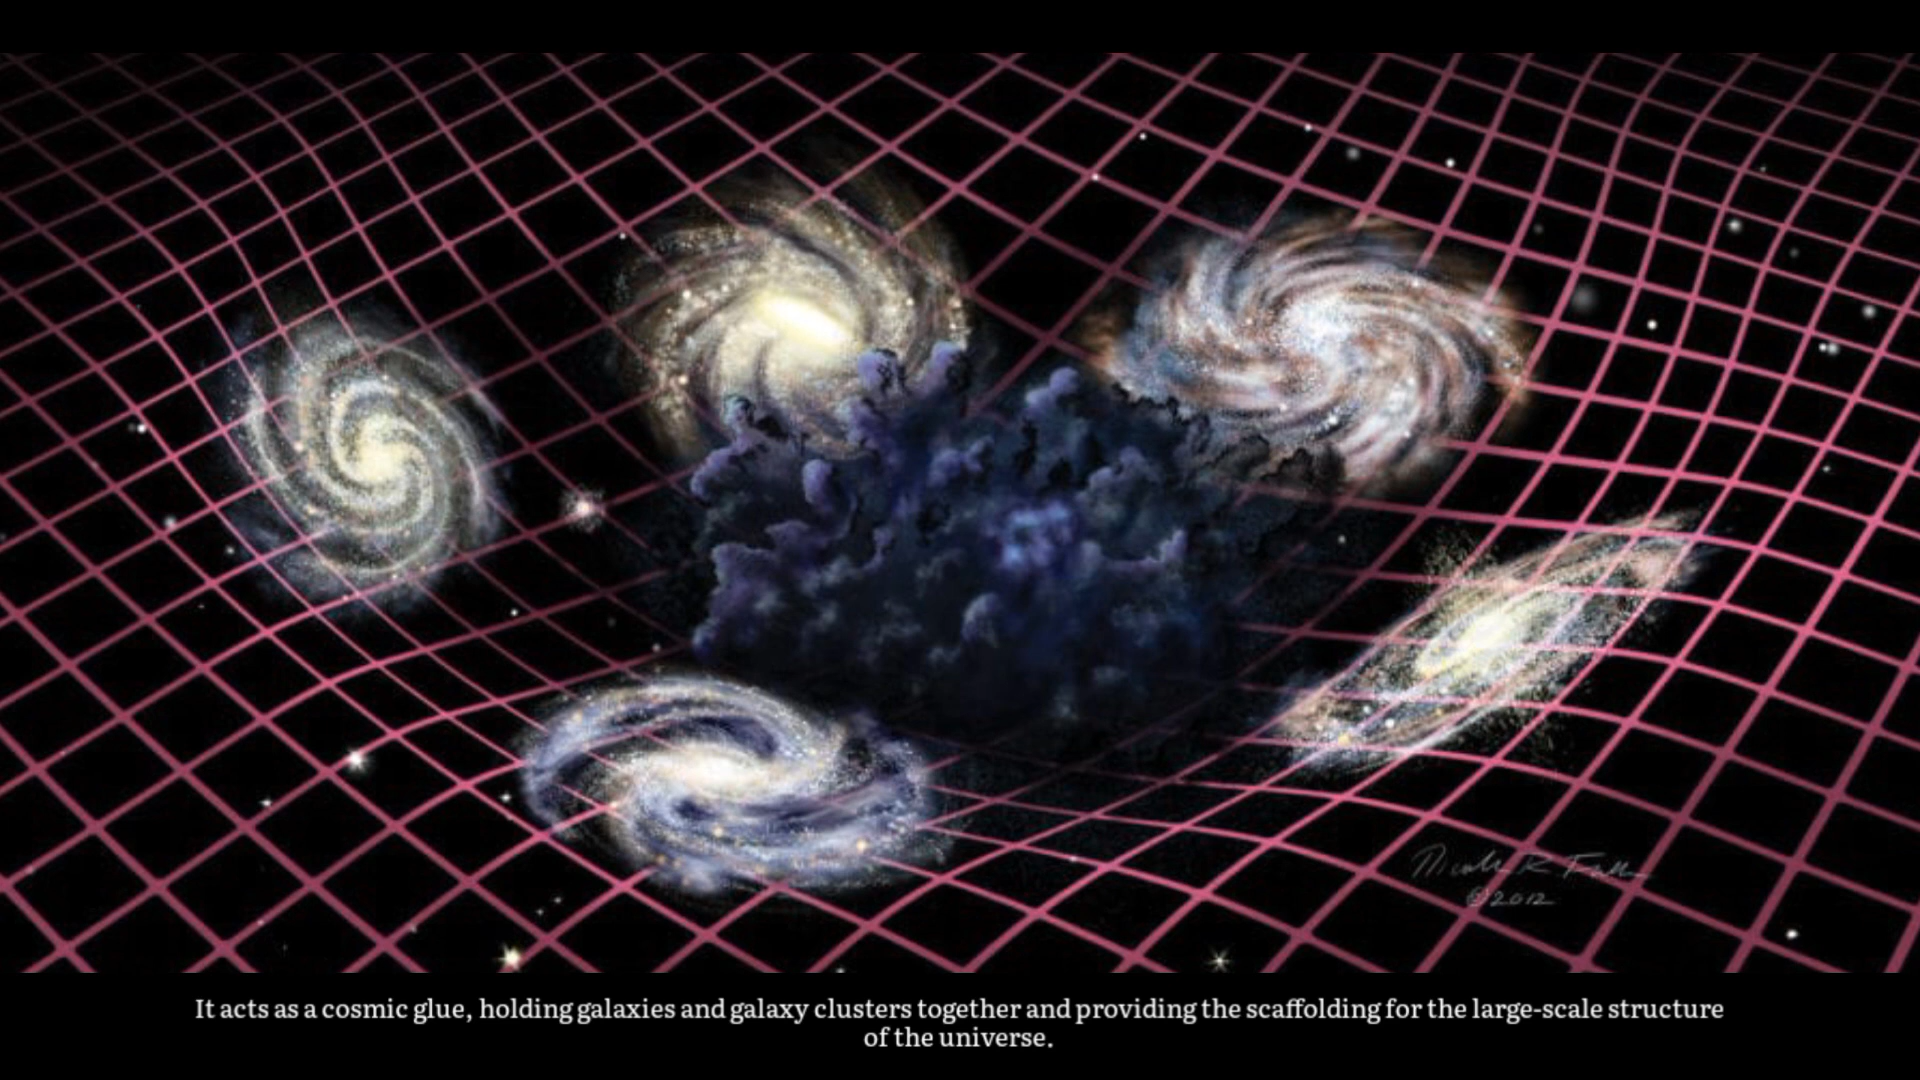 ©2012
It acts as a cosmic glue, holding galaxies and galaxy clusters together and providing the scaffolding for the large-scale structure
of the universe.